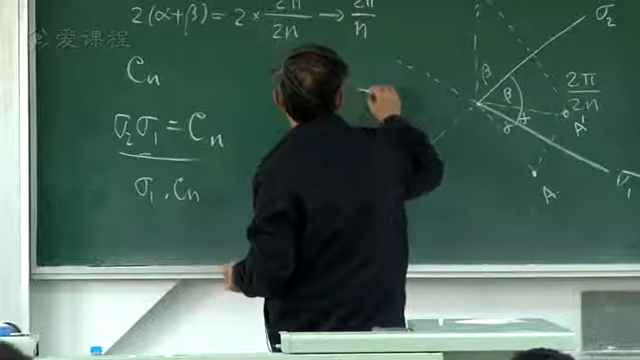 2(α+β) = 2×2π/2n → 2π/n
爱课程
Cn
σ2σ1 = Cn
σ1, Cn
σ2
β
β
γ
γ
2π/2n
A'
A
σ1